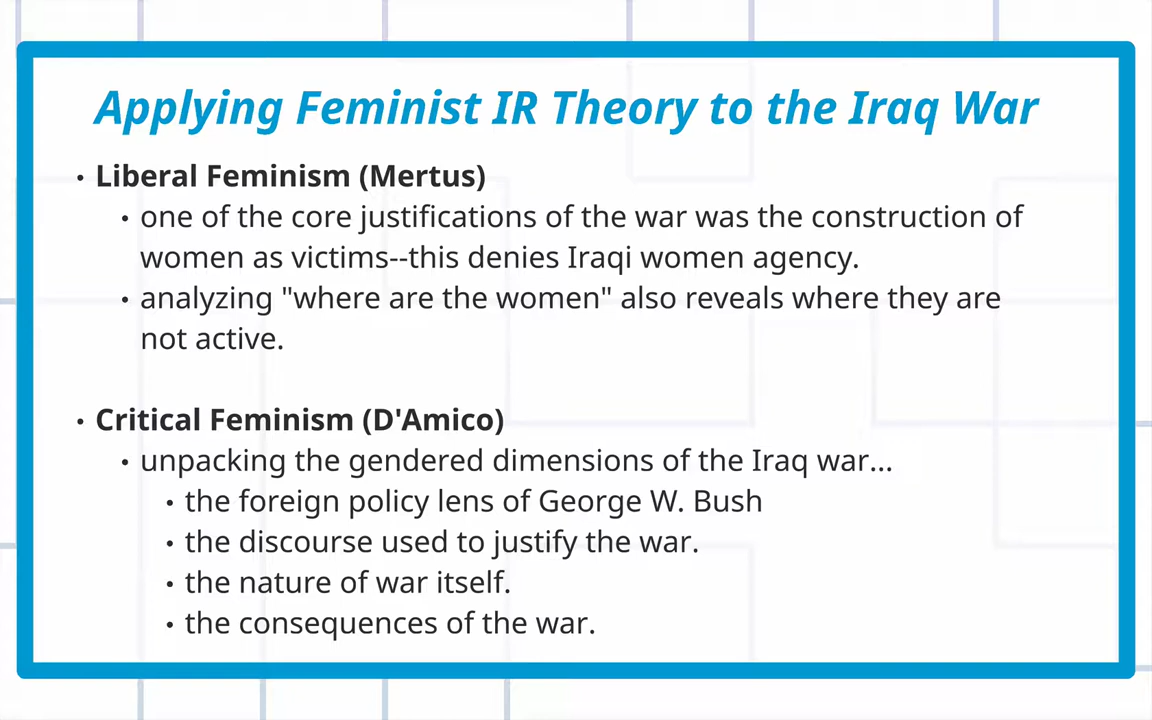 Applying Feminist IR Theory to the Iraq War
• Liberal Feminism (Mertus)
• one of the core justifications of the war was the construction of
women as victims--this denies Iraqi women agency.
• analyzing "where are the women" also reveals where they are
not active.
• Critical Feminism (D'Amico)
• unpacking the gendered dimensions of the Iraq war...
• the foreign policy lens of George W. Bush
• the discourse used to justify the war.
• the nature of war itself.
• the consequences of the war.